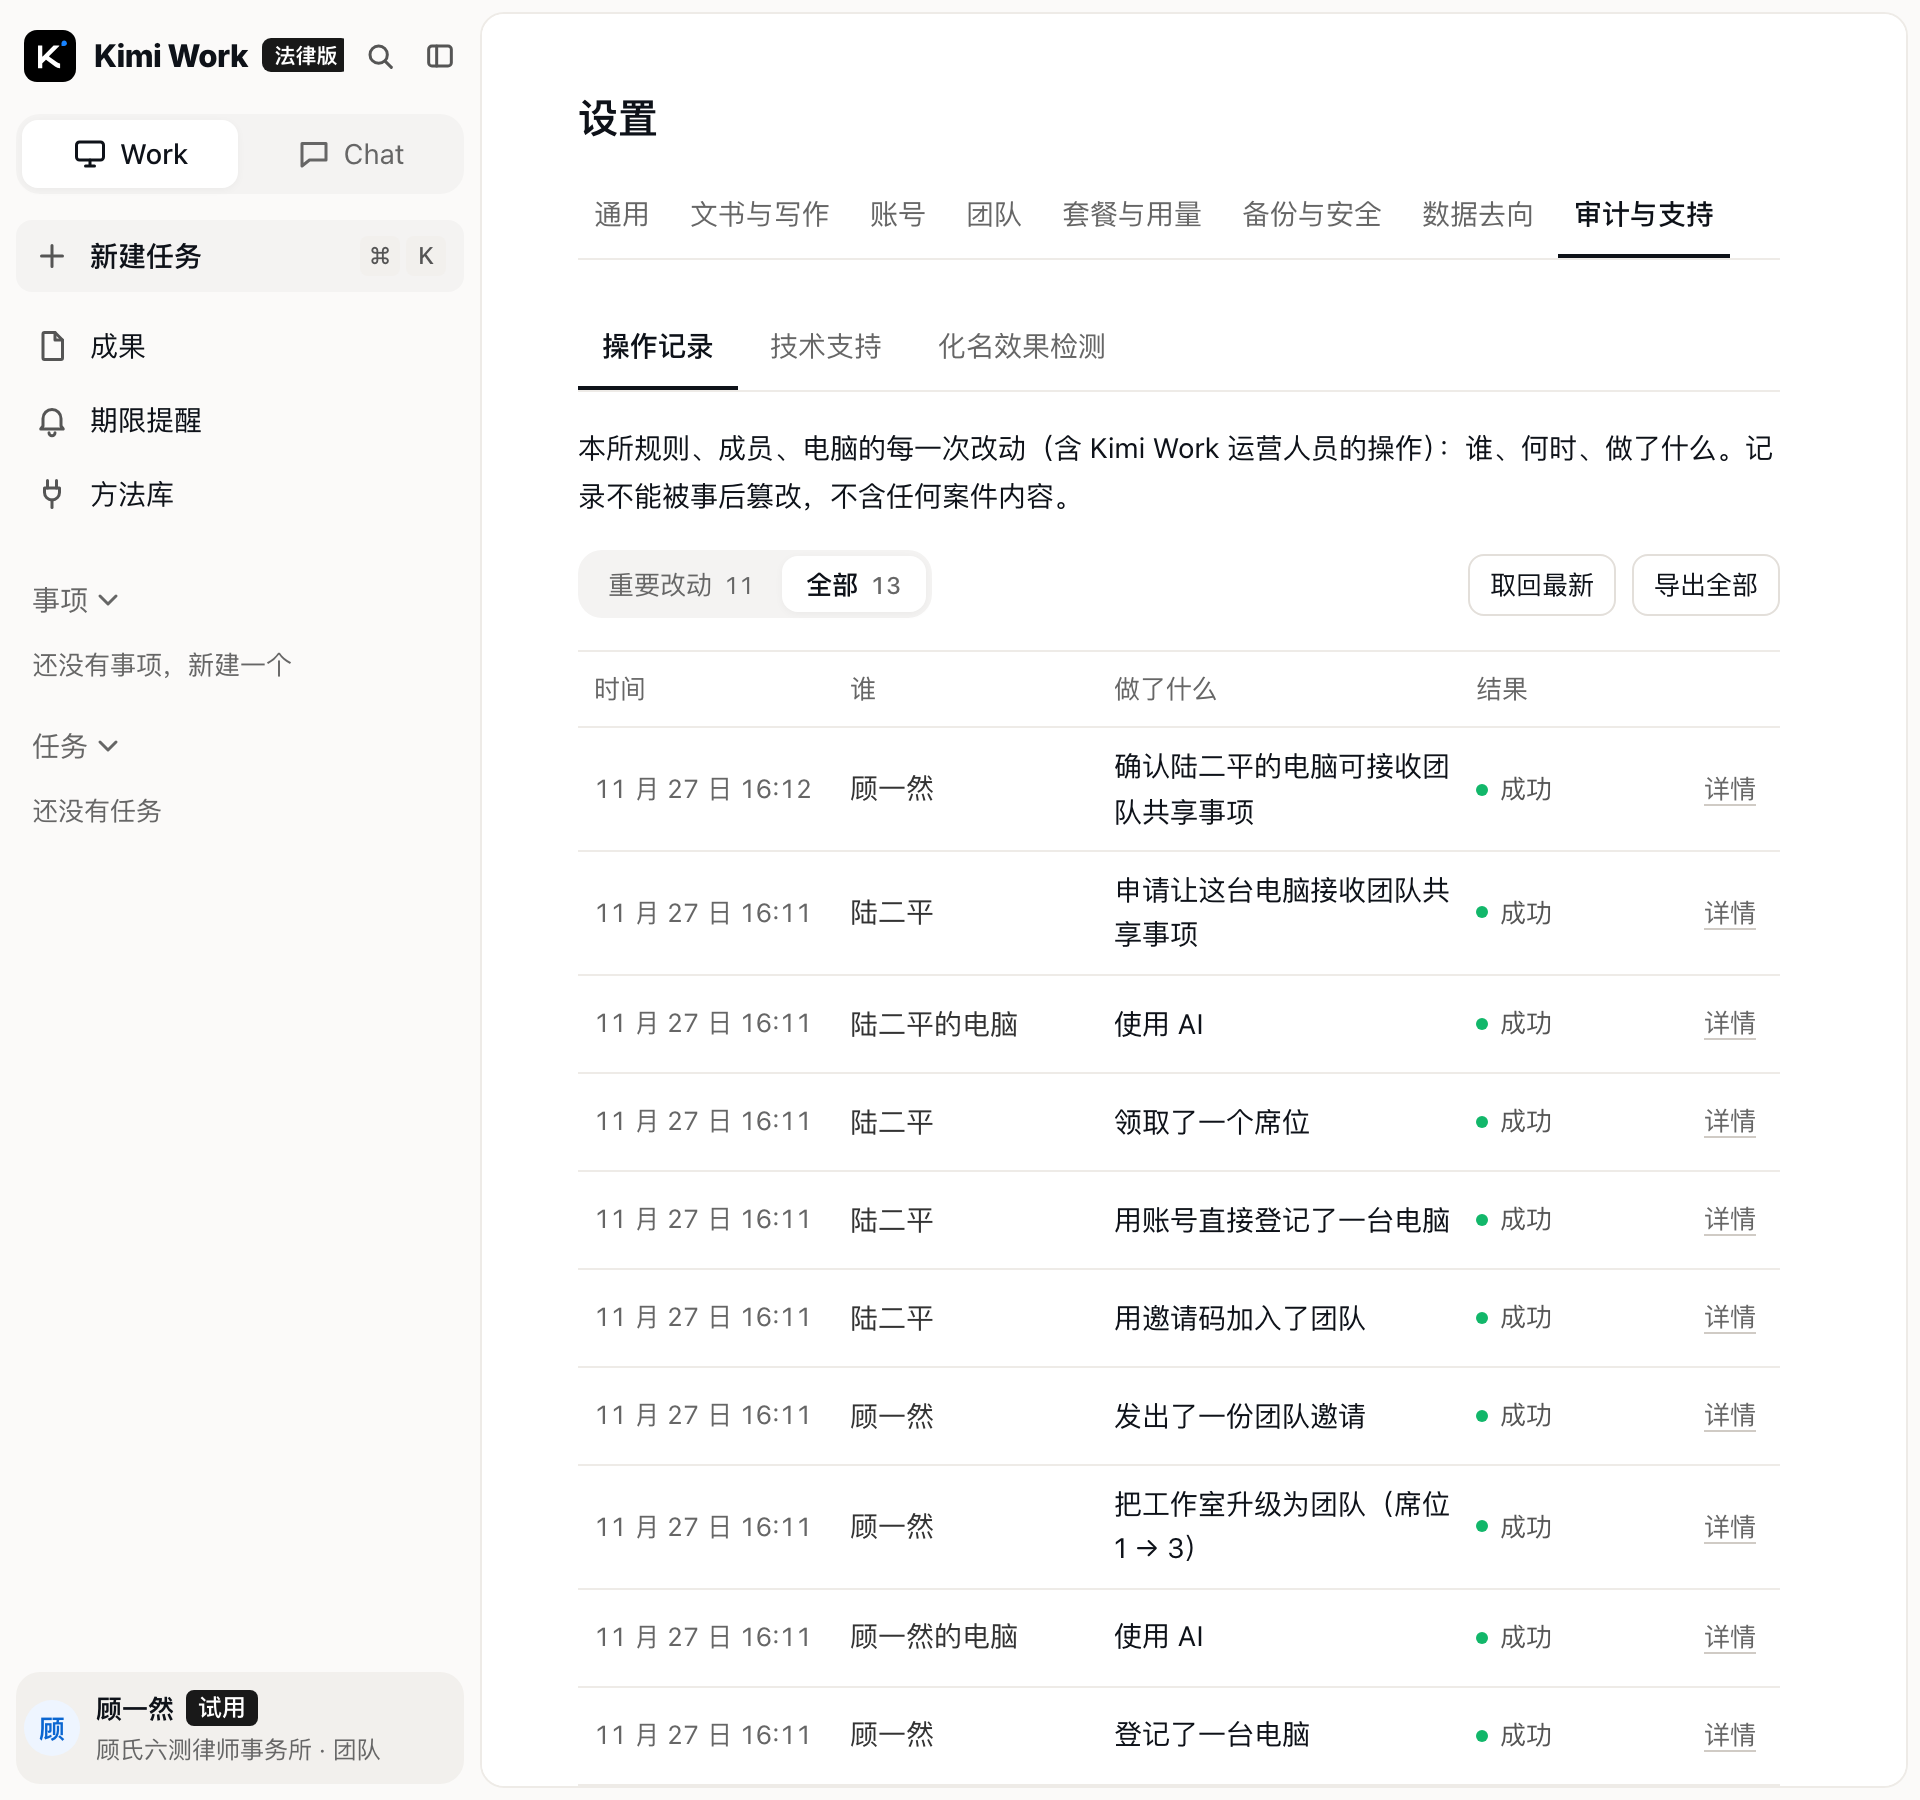 Kimi Work 法律版
Work
Chat
新建任务 ⌘ K
成果
期限提醒
方法库
事项
还没有事项，新建一个
任务
还没有任务
顾
顾一然 试用
顾氏六测律师事务所 · 团队
设置
通用 文书与写作 账号 团队 套餐与用量 备份与安全 数据去向 审计与支持
操作记录 技术支持 化名效果检测
本所规则、成员、电脑的每一次改动（含 Kimi Work 运营人员的操作）：谁、何时、做了什么。记
录不能被事后篡改，不含任何案件内容。
重要改动 11 全部 13 取回最新 导出全部
时间 谁 做了什么 结果
11 月 27 日 16:12 顾一然 确认陆二平的电脑可接收团
队共享事项 成功 详情
11 月 27 日 16:11 陆二平 申请让这台电脑接收团队共
享事项 成功 详情
11 月 27 日 16:11 陆二平的电脑 使用 AI 成功 详情
11 月 27 日 16:11 陆二平 领取了一个席位 成功 详情
11 月 27 日 16:11 陆二平 用账号直接登记了一台电脑 成功 详情
11 月 27 日 16:11 陆二平 用邀请码加入了团队 成功 详情
11 月 27 日 16:11 顾一然 发出了一份团队邀请 成功 详情
11 月 27 日 16:11 顾一然 把工作室升级为团队（席位
1 → 3） 成功 详情
11 月 27 日 16:11 顾一然的电脑 使用 AI 成功 详情
11 月 27 日 16:11 顾一然 登记了一台电脑 成功 详情